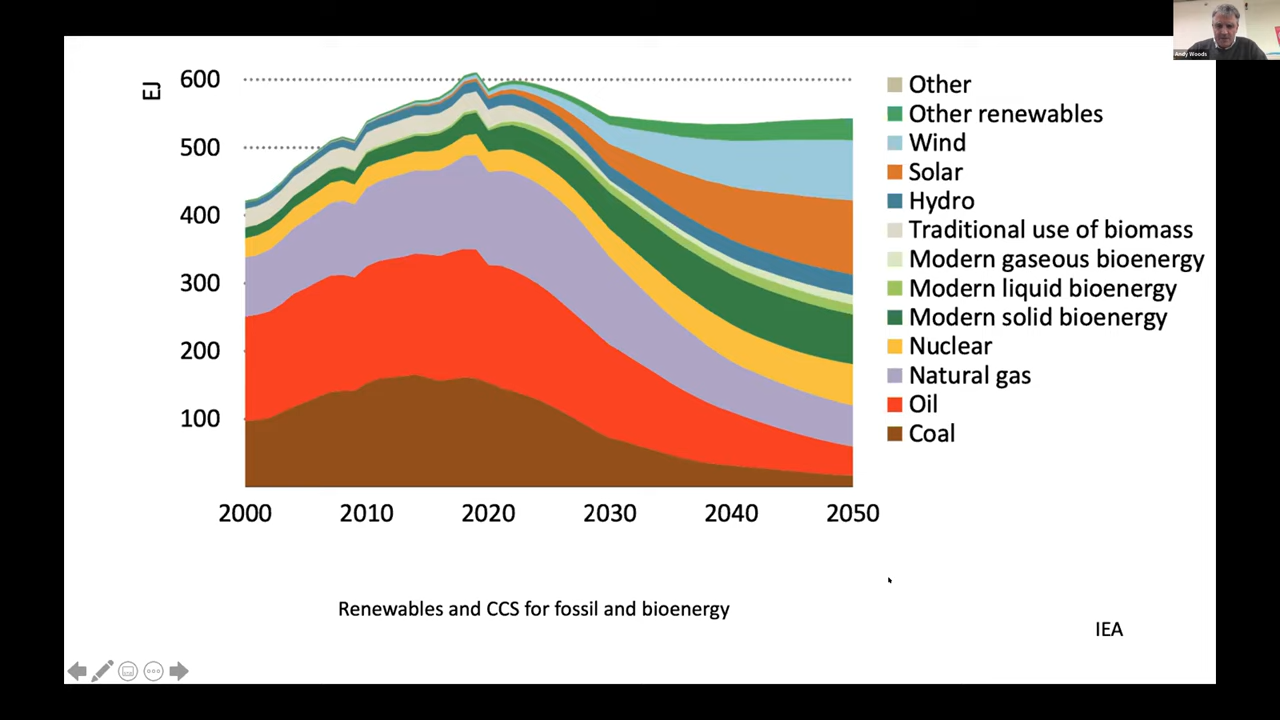 Andy Woods
EJ
600
500
400
300
200
100
2000 2010 2020 2030 2040 2050
Other
Other renewables
Wind
Solar
Hydro
Traditional use of biomass
Modern gaseous bioenergy
Modern liquid bioenergy
Modern solid bioenergy
Nuclear
Natural gas
Oil
Coal
Renewables and CCS for fossil and bioenergy
IEA